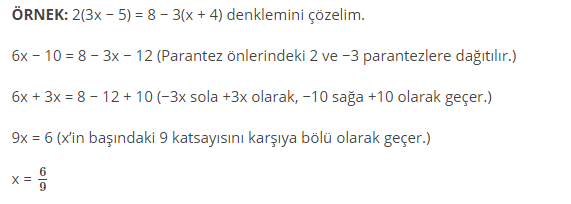 ÖRNEK: 2(3x − 5) = 8 − 3(x + 4) denklemini çözelim.
6x − 10 = 8 − 3x − 12 (Parantez önlerindeki 2 ve −3 parantezlere dağıtılır.)
6x + 3x = 8 − 12 + 10 (−3x sola +3x olarak, −10 sağa +10 olarak geçer.)
9x = 6 (x’in başındaki 9 katsayısını karşıya bölü olarak geçer.)
x = 6/9